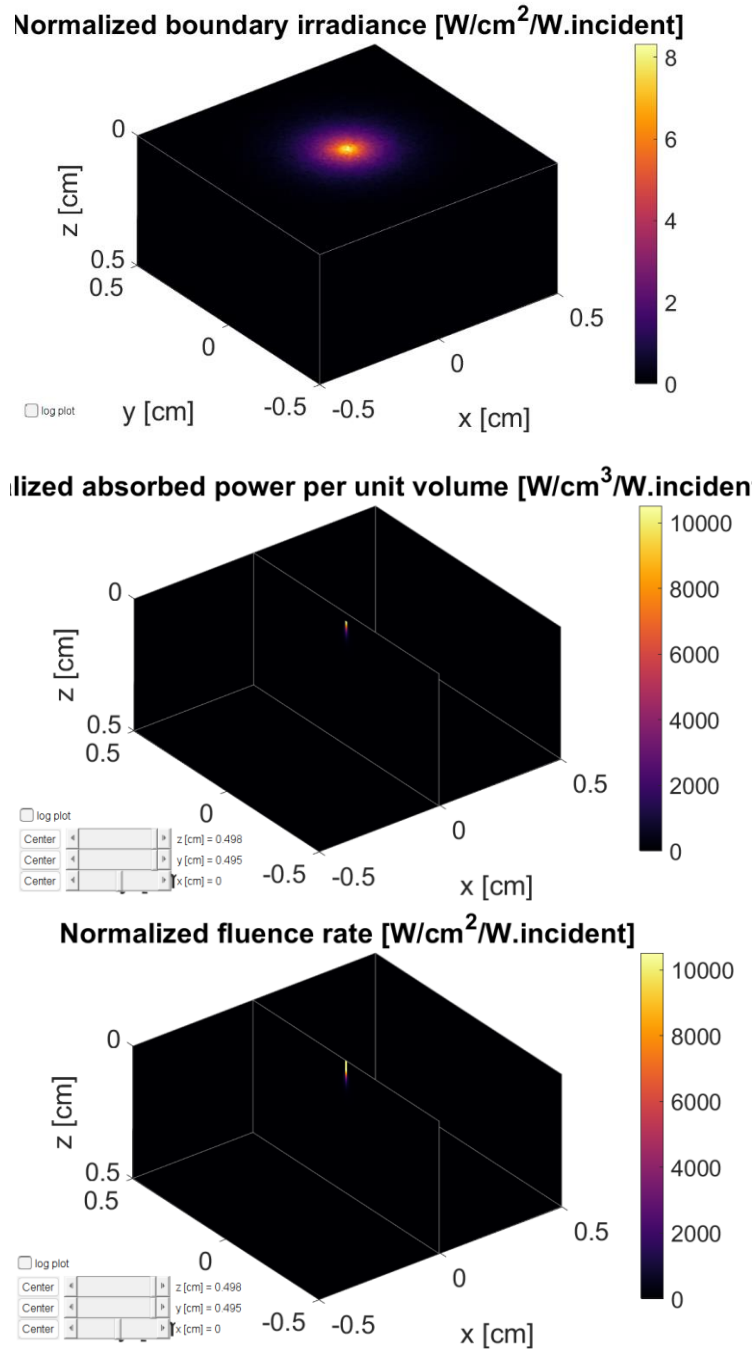 Normalized boundary irradiance [W/cm2/W.incident]
8
6
4
2
0
z [cm]
0
0.5
0.5
0
-0.5
y [cm]
-0.5
0
0.5
x [cm]
log plot
lized absorbed power per unit volume [W/cm3/W.inciden
10000
8000
6000
4000
2000
0
z [cm]
0
0.5
0.5
0
-0.5
-0.5
0
0.5
x [cm]
log plot
Center z [cm] = 0.498
Center y [cm] = 0.495
Center x [cm] = 0
Normalized fluence rate [W/cm2/W.incident]
10000
8000
6000
4000
2000
0
z [cm]
0
0.5
0.5
0
-0.5
-0.5
0
0.5
x [cm]
log plot
Center z [cm] = 0.498
Center y [cm] = 0.495
Center x [cm] = 0